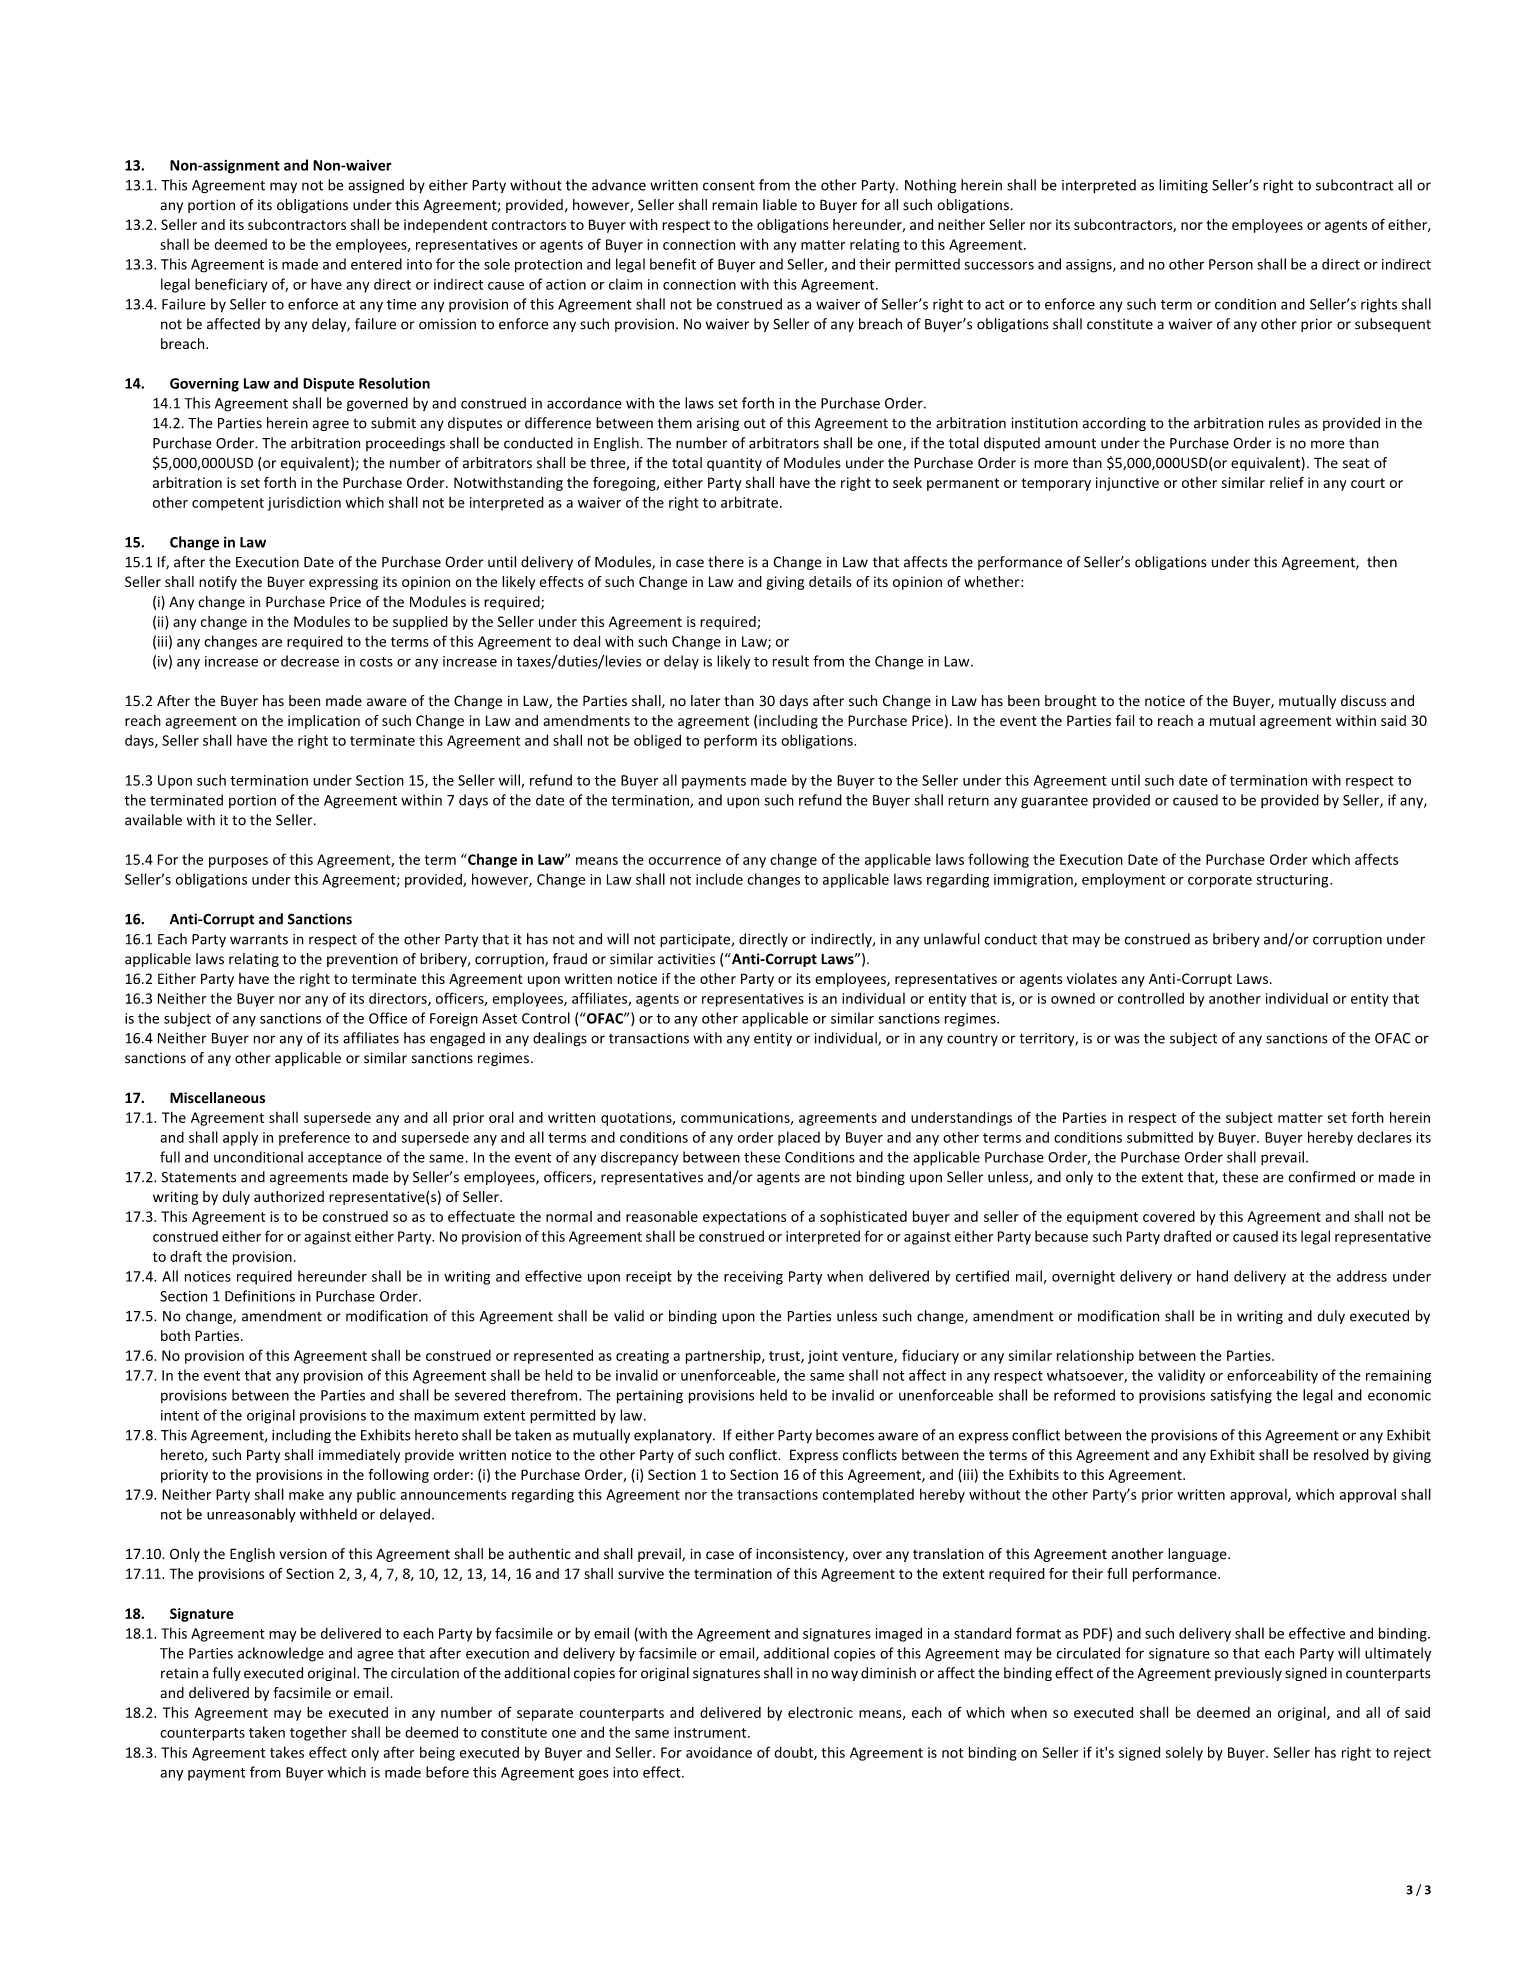 13. Non-assignment and Non-waiver
13.1. This Agreement may not be assigned by either Party without the advance written consent from the other Party. Nothing herein shall be interpreted as limiting Seller’s right to subcontract all or
any portion of its obligations under this Agreement; provided, however, Seller shall remain liable to Buyer for all such obligations.
13.2. Seller and its subcontractors shall be independent contractors to Buyer with respect to the obligations hereunder, and neither Seller nor its subcontractors, nor the employees or agents of either,
shall be deemed to be the employees, representatives or agents of Buyer in connection with any matter relating to this Agreement.
13.3. This Agreement is made and entered into for the sole protection and legal benefit of Buyer and Seller, and their permitted successors and assigns, and no other Person shall be a direct or indirect
legal beneficiary of, or have any direct or indirect cause of action or claim in connection with this Agreement.
13.4. Failure by Seller to enforce at any time any provision of this Agreement shall not be construed as a waiver of Seller’s right to act or to enforce any such term or condition and Seller’s rights shall
not be affected by any delay, failure or omission to enforce any such provision. No waiver by Seller of any breach of Buyer’s obligations shall constitute a waiver of any other prior or subsequent
breach.
14. Governing Law and Dispute Resolution
14.1 This Agreement shall be governed by and construed in accordance with the laws set forth in the Purchase Order.
14.2. The Parties herein agree to submit any disputes or difference between them arising out of this Agreement to the arbitration institution according to the arbitration rules as provided in the
Purchase Order. The arbitration proceedings shall be conducted in English. The number of arbitrators shall be one, if the total disputed amount under the Purchase Order is no more than
$5,000,000USD (or equivalent); the number of arbitrators shall be three, if the total quantity of Modules under the Purchase Order is more than $5,000,000USD(or equivalent). The seat of
arbitration is set forth in the Purchase Order. Notwithstanding the foregoing, either Party shall have the right to seek permanent or temporary injunctive or other similar relief in any court or
other competent jurisdiction which shall not be interpreted as a waiver of the right to arbitrate.
15. Change in Law
15.1 If, after the Execution Date of the Purchase Order until delivery of Modules, in case there is a Change in Law that affects the performance of Seller’s obligations under this Agreement, then
Seller shall notify the Buyer expressing its opinion on the likely effects of such Change in Law and giving details of its opinion of whether:
(i) Any change in Purchase Price of the Modules is required;
(ii) any change in the Modules to be supplied by the Seller under this Agreement is required;
(iii) any changes are required to the terms of this Agreement to deal with such Change in Law; or
(iv) any increase or decrease in costs or any increase in taxes/duties/levies or delay is likely to result from the Change in Law.
15.2 After the Buyer has been made aware of the Change in Law, the Parties shall, no later than 30 days after such Change in Law has been brought to the notice of the Buyer, mutually discuss and
reach agreement on the implication of such Change in Law and amendments to the agreement (including the Purchase Price). In the event the Parties fail to reach a mutual agreement within said 30
days, Seller shall have the right to terminate this Agreement and shall not be obliged to perform its obligations.
15.3 Upon such termination under Section 15, the Seller will, refund to the Buyer all payments made by the Buyer to the Seller under this Agreement until such date of termination with respect to
the terminated portion of the Agreement within 7 days of the date of the termination, and upon such refund the Buyer shall return any guarantee provided or caused to be provided by Seller, if any,
available with it to the Seller.
15.4 For the purposes of this Agreement, the term “Change in Law” means the occurrence of any change of the applicable laws following the Execution Date of the Purchase Order which affects
Seller’s obligations under this Agreement; provided, however, Change in Law shall not include changes to applicable laws regarding immigration, employment or corporate structuring.
16. Anti-Corrupt and Sanctions
16.1 Each Party warrants in respect of the other Party that it has not and will not participate, directly or indirectly, in any unlawful conduct that may be construed as bribery and/or corruption under
applicable laws relating to the prevention of bribery, corruption, fraud or similar activities (“Anti-Corrupt Laws”).
16.2 Either Party have the right to terminate this Agreement upon written notice if the other Party or its employees, representatives or agents violates any Anti-Corrupt Laws.
16.3 Neither the Buyer nor any of its directors, officers, employees, affiliates, agents or representatives is an individual or entity that is, or is owned or controlled by another individual or entity that
is the subject of any sanctions of the Office of Foreign Asset Control (“OFAC”) or to any other applicable or similar sanctions regimes.
16.4 Neither Buyer nor any of its affiliates has engaged in any dealings or transactions with any entity or individual, or in any country or territory, is or was the subject of any sanctions of the OFAC or
sanctions of any other applicable or similar sanctions regimes.
17. Miscellaneous
17.1. The Agreement shall supersede any and all prior oral and written quotations, communications, agreements and understandings of the Parties in respect of the subject matter set forth herein
and shall apply in preference to and supersede any and all terms and conditions of any order placed by Buyer and any other terms and conditions submitted by Buyer. Buyer hereby declares its
full and unconditional acceptance of the same. In the event of any discrepancy between these Conditions and the applicable Purchase Order, the Purchase Order shall prevail.
17.2. Statements and agreements made by Seller’s employees, officers, representatives and/or agents are not binding upon Seller unless, and only to the extent that, these are confirmed or made in
writing by duly authorized representative(s) of Seller.
17.3. This Agreement is to be construed so as to effectuate the normal and reasonable expectations of a sophisticated buyer and seller of the equipment covered by this Agreement and shall not be
construed either for or against either Party. No provision of this Agreement shall be construed or interpreted for or against either Party because such Party drafted or caused its legal representative
to draft the provision.
17.4. All notices required hereunder shall be in writing and effective upon receipt by the receiving Party when delivered by certified mail, overnight delivery or hand delivery at the address under
Section 1 Definitions in Purchase Order.
17.5. No change, amendment or modification of this Agreement shall be valid or binding upon the Parties unless such change, amendment or modification shall be in writing and duly executed by
both Parties.
17.6. No provision of this Agreement shall be construed or represented as creating a partnership, trust, joint venture, fiduciary or any similar relationship between the Parties.
17.7. In the event that any provision of this Agreement shall be held to be invalid or unenforceable, the same shall not affect in any respect whatsoever, the validity or enforceability of the remaining
provisions between the Parties and shall be severed therefrom. The pertaining provisions held to be invalid or unenforceable shall be reformed to provisions satisfying the legal and economic
intent of the original provisions to the maximum extent permitted by law.
17.8. This Agreement, including the Exhibits hereto shall be taken as mutually explanatory. If either Party becomes aware of an express conflict between the provisions of this Agreement or any Exhibit
hereto, such Party shall immediately provide written notice to the other Party of such conflict. Express conflicts between the terms of this Agreement and any Exhibit shall be resolved by giving
priority to the provisions in the following order: (i) the Purchase Order, (i) Section 1 to Section 16 of this Agreement, and (iii) the Exhibits to this Agreement.
17.9. Neither Party shall make any public announcements regarding this Agreement nor the transactions contemplated hereby without the other Party’s prior written approval, which approval shall
not be unreasonably withheld or delayed.
17.10. Only the English version of this Agreement shall be authentic and shall prevail, in case of inconsistency, over any translation of this Agreement another language.
17.11. The provisions of Section 2, 3, 4, 7, 8, 10, 12, 13, 14, 16 and 17 shall survive the termination of this Agreement to the extent required for their full performance.
18. Signature
18.1. This Agreement may be delivered to each Party by facsimile or by email (with the Agreement and signatures imaged in a standard format as PDF) and such delivery shall be effective and binding.
The Parties acknowledge and agree that after execution and delivery by facsimile or email, additional copies of this Agreement may be circulated for signature so that each Party will ultimately
retain a fully executed original. The circulation of the additional copies for original signatures shall in no way diminish or affect the binding effect of the Agreement previously signed in counterparts
and delivered by facsimile or email.
18.2. This Agreement may be executed in any number of separate counterparts and delivered by electronic means, each of which when so executed shall be deemed an original, and all of said
counterparts taken together shall be deemed to constitute one and the same instrument.
18.3. This Agreement takes effect only after being executed by Buyer and Seller. For avoidance of doubt, this Agreement is not binding on Seller if it's signed solely by Buyer. Seller has right to reject
any payment from Buyer which is made before this Agreement goes into effect.
3 / 3